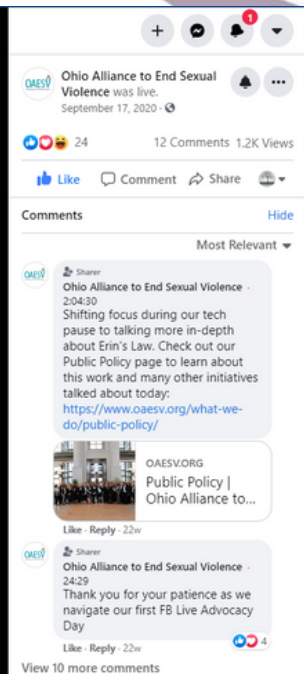 1
OAESV
Ohio Alliance to End Sexual
Violence was live.
September 17, 2020 ·
24
12 Comments 1.2K Views
Like
Comment
Share
Comments
Hide
Most Relevant
OAESV
Sharer
Ohio Alliance to End Sexual Violence ·
2:04:30
Shifting focus during our tech
pause to talking more in-depth
about Erin's Law. Check out our
Public Policy page to learn about
this work and many other initiatives
talked about today:
https://www.oaesv.org/what-we-
do/public-policy/
OAESV.ORG
Public Policy |
Ohio Alliance to...
Like · Reply · 22w
OAESV
Sharer
Ohio Alliance to End Sexual Violence ·
24:29
Thank you for your patience as we
navigate our first FB Live Advocacy
Day
4
Like · Reply · 22w
View 10 more comments